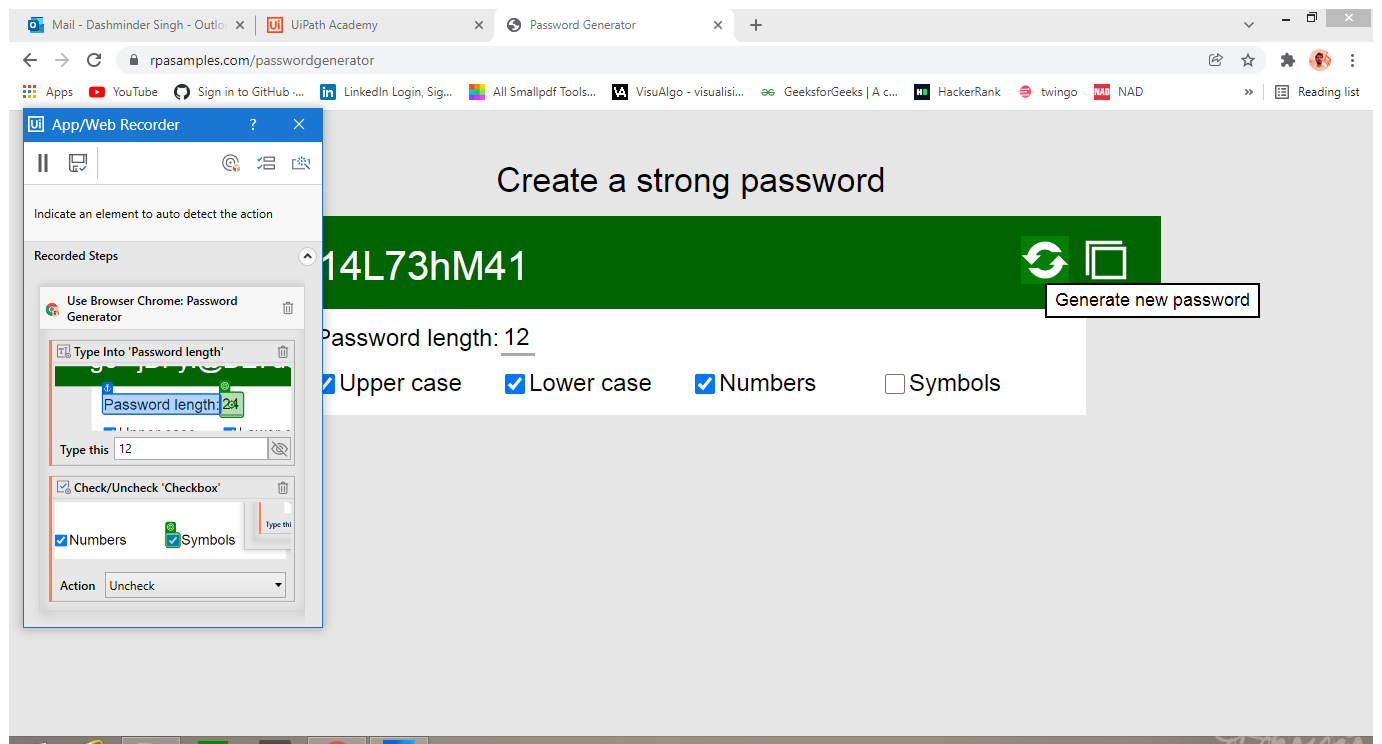 Mail - Dashminder Singh - Outlo
UiPath Academy
Password Generator
rpasamples.com/passwordgenerator
Apps
YouTube
Sign in to GitHub ·...
LinkedIn Login, Sig...
All Smallpdf Tools...
VisuAlgo - visualisi...
GeeksforGeeks | A c...
HackerRank
twingo
NAD
NAD
»
Reading list
Ui App/Web Recorder ?
Indicate an element to auto detect the action
Recorded Steps
Use Browser Chrome: Password
Generator
Type Into 'Password length'
Password length:
Type this 12
Check/Uncheck 'Checkbox'
Numbers
Symbols
Type thi
Action Uncheck
Create a strong password
14L73hM41
Generate new password
Password length: 12
Upper case
Lower case
Numbers
Symbols